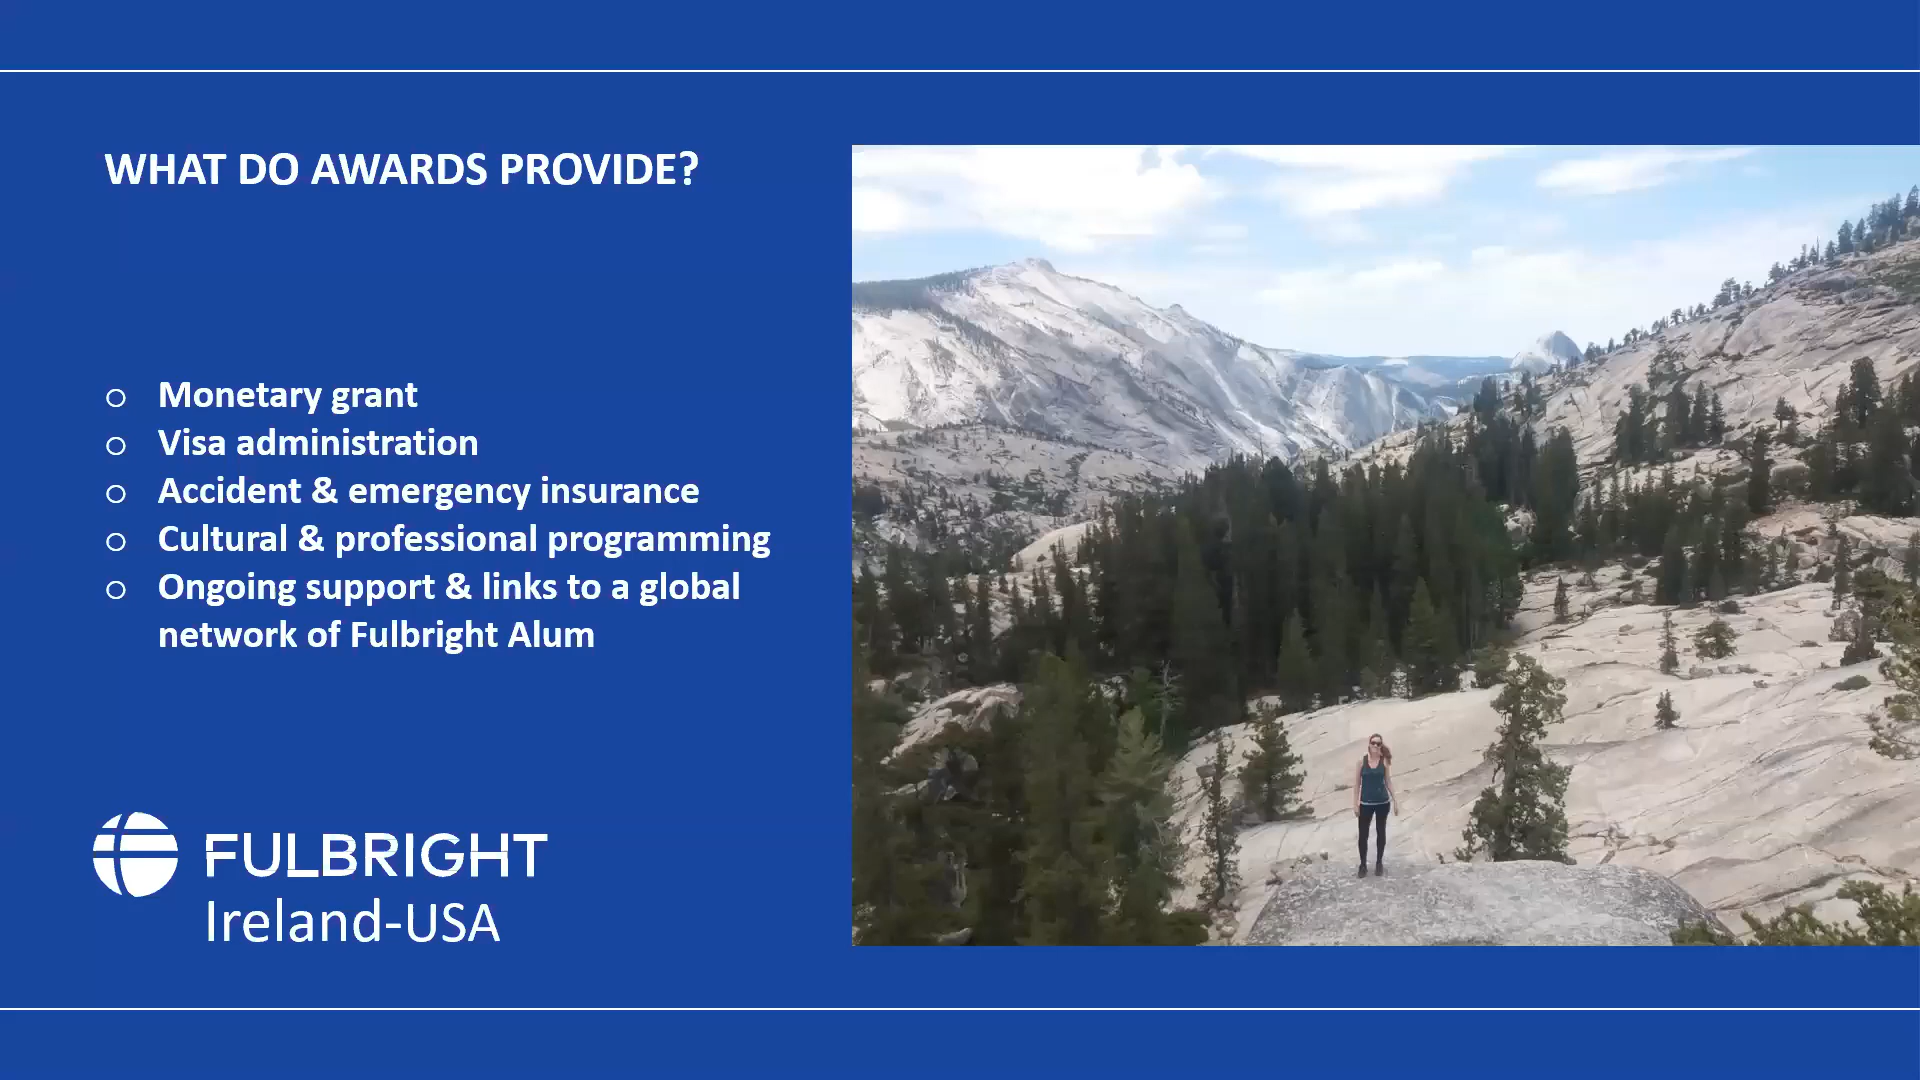 WHAT DO AWARDS PROVIDE?
o Monetary grant
o Visa administration
o Accident & emergency insurance
o Cultural & professional programming
o Ongoing support & links to a global
network of Fulbright Alum
FULBRIGHT
Ireland-USA